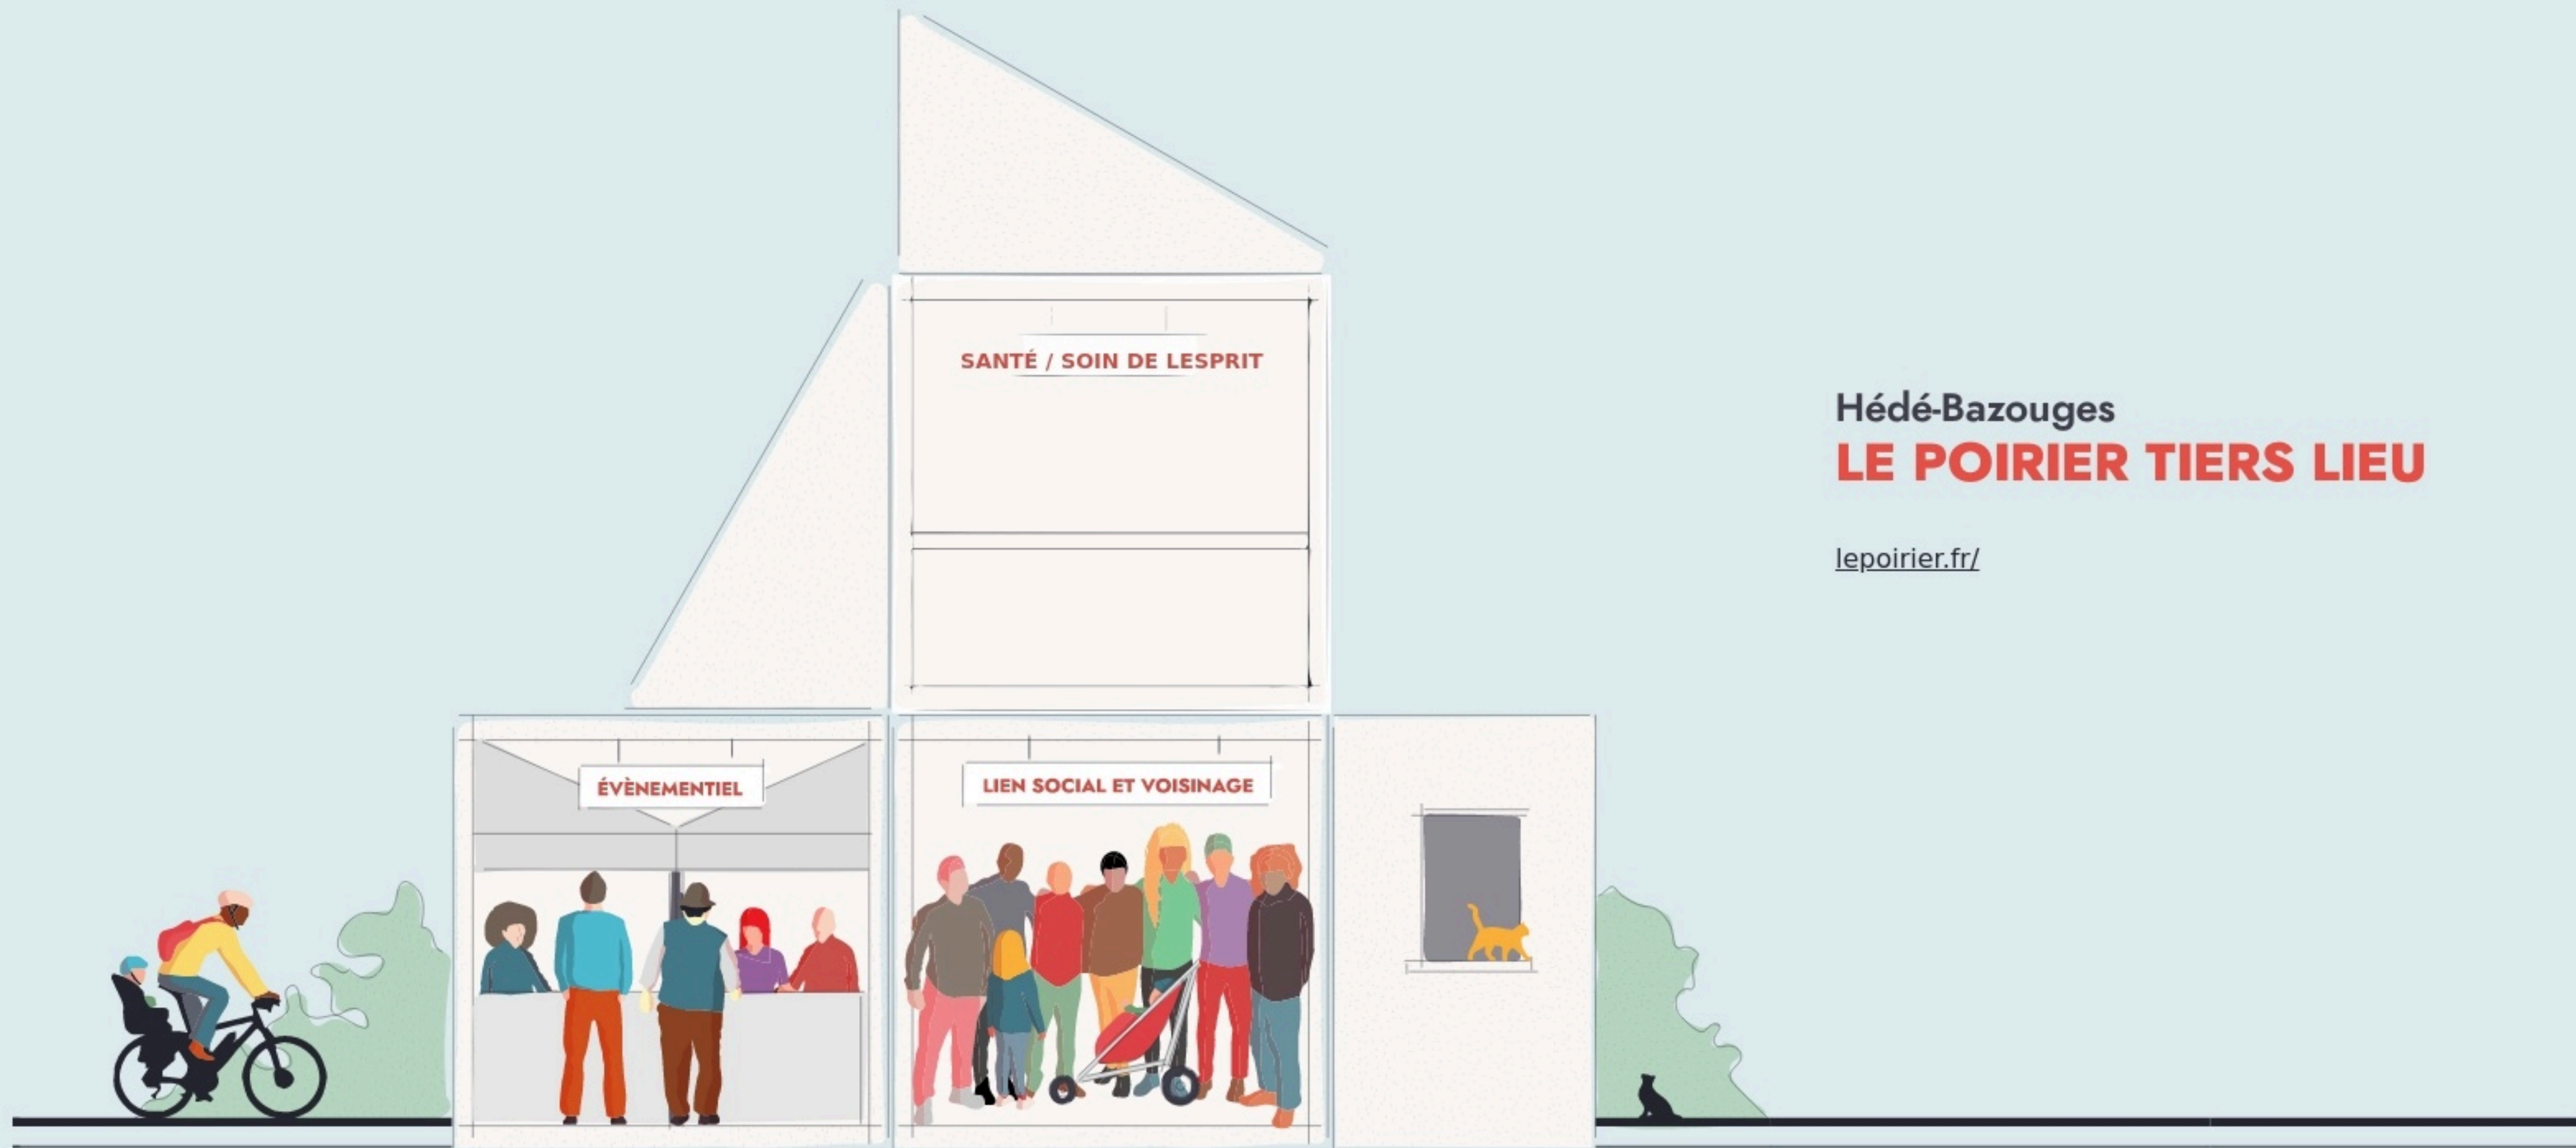 SANTÉ / SOIN DE LESPRIT
Hédé-Bazouges
LE POIRIER TIERS LIEU
lepoirier.fr/
ÉVÈNEMENTIEL
LIEN SOCIAL ET VOISINAGE